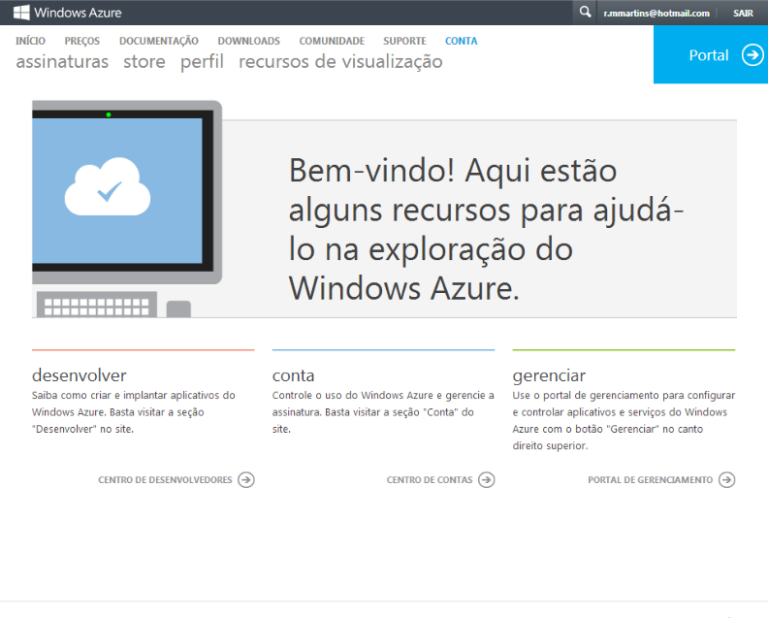 Windows Azure
r.mmartins@hotmail.com SAIR
INÍCIO PREÇOS DOCUMENTAÇÃO DOWNLOADS COMUNIDADE SUPORTE CONTA
assinaturas store perfil recursos de visualização
Portal
Bem-vindo! Aqui estão
alguns recursos para ajudá-
lo na exploração do
Windows Azure.
desenvolver
Saiba como criar e implantar aplicativos do
Windows Azure. Basta visitar a seção
"Desenvolver" no site.
CENTRO DE DESENVOLVEDORES
conta
Controle o uso do Windows Azure e gerencie a
assinatura. Basta visitar a seção "Conta" do
site.
CENTRO DE CONTAS
gerenciar
Use o portal de gerenciamento para configurar
e controlar aplicativos e serviços do Windows
Azure com o botão "Gerenciar" no canto
direito superior.
PORTAL DE GERENCIAMENTO